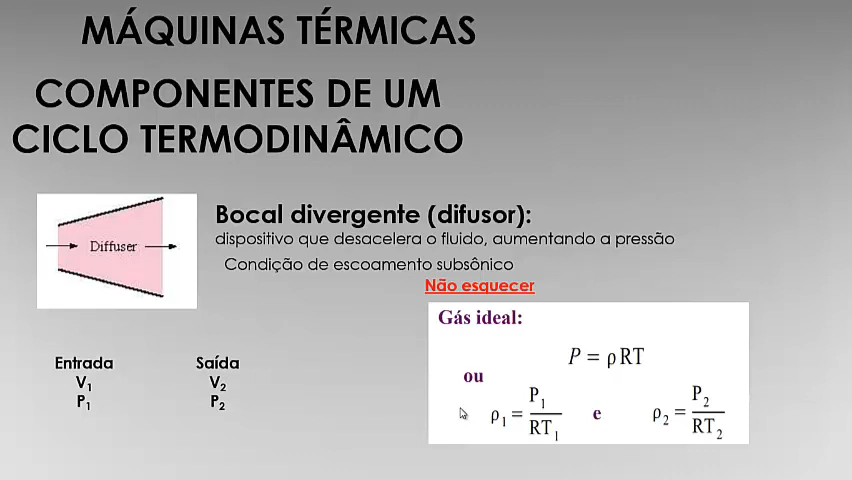 MÁQUINAS TÉRMICAS
COMPONENTES DE UM
CICLO TERMODINÂMICO
Diffuser
Bocal divergente (difusor):
dispositivo que desacelera o fluido, aumentando a pressão
Condição de escoamento subsônico
Não esquecer
Gás ideal:
P = ρ RT
ou
ρ₁ = P₁ / RT₁ e ρ₂ = P₂ / RT₂
Entrada Saída
V₁ V₂
P₁ P₂